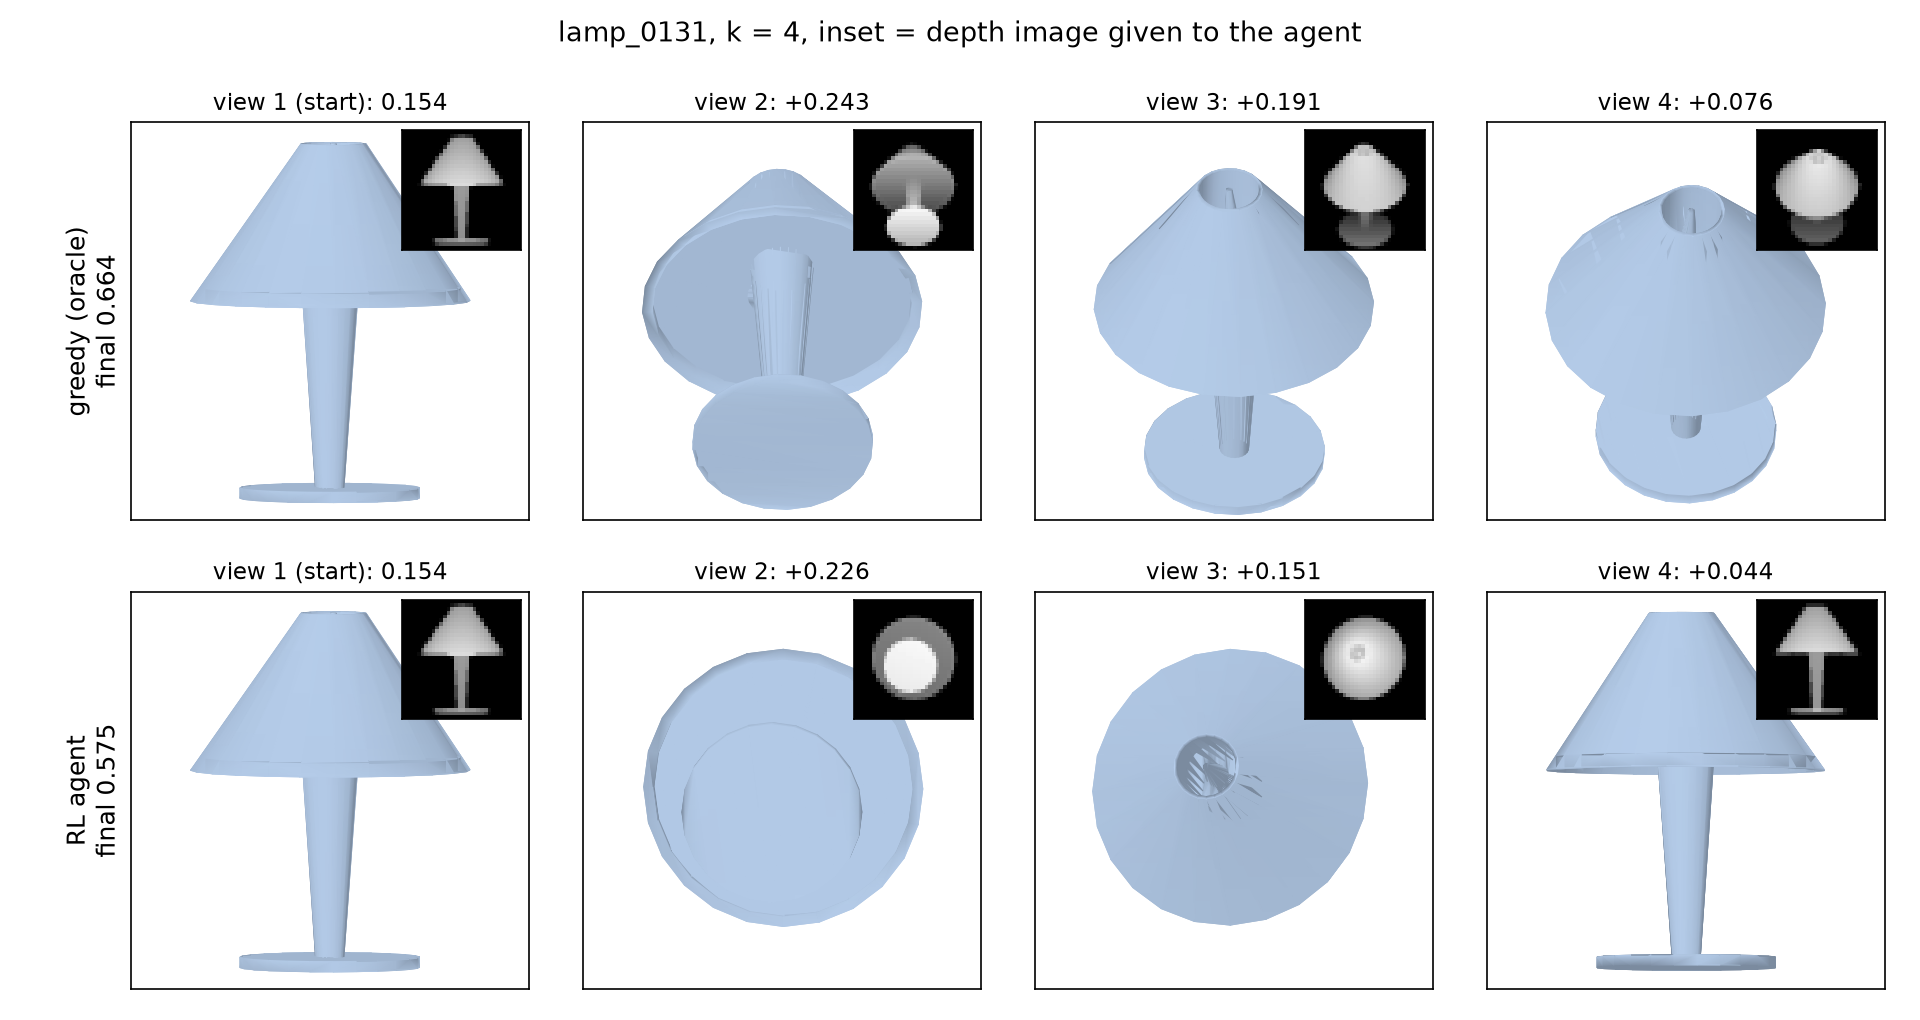 lamp_0131, k = 4, inset = depth image given to the agent
view 1 (start): 0.154
view 2: +0.243
view 3: +0.191
view 4: +0.076
greedy (oracle)
final 0.664
view 1 (start): 0.154
view 2: +0.226
view 3: +0.151
view 4: +0.044
RL agent
final 0.575